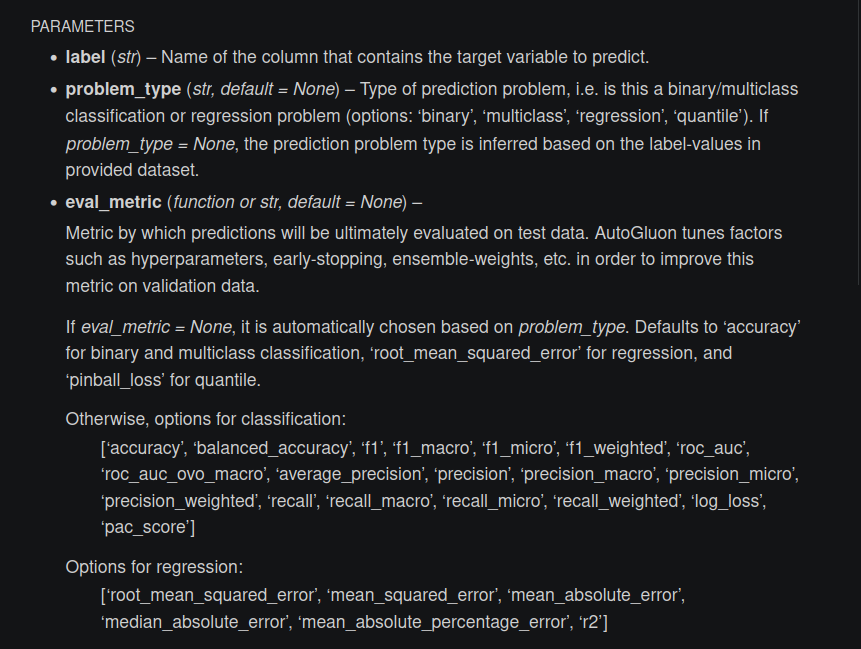 PARAMETERS
• label (str) – Name of the column that contains the target variable to predict.
• problem_type (str, default = None) – Type of prediction problem, i.e. is this a binary/multiclass
classification or regression problem (options: ‘binary’, ‘multiclass’, ‘regression’, ‘quantile’). If
problem_type = None, the prediction problem type is inferred based on the label-values in
provided dataset.
• eval_metric (function or str, default = None) –
Metric by which predictions will be ultimately evaluated on test data. AutoGluon tunes factors
such as hyperparameters, early-stopping, ensemble-weights, etc. in order to improve this
metric on validation data.
If eval_metric = None, it is automatically chosen based on problem_type. Defaults to ‘accuracy’
for binary and multiclass classification, ‘root_mean_squared_error’ for regression, and
‘pinball_loss’ for quantile.
Otherwise, options for classification:
[‘accuracy’, ‘balanced_accuracy’, ‘f1’, ‘f1_macro’, ‘f1_micro’, ‘f1_weighted’, ‘roc_auc’,
‘roc_auc_ovo_macro’, ‘average_precision’, ‘precision’, ‘precision_macro’, ‘precision_micro’,
‘precision_weighted’, ‘recall’, ‘recall_macro’, ‘recall_micro’, ‘recall_weighted’, ‘log_loss’,
‘pac_score’]
Options for regression:
[‘root_mean_squared_error’, ‘mean_squared_error’, ‘mean_absolute_error’,
‘median_absolute_error’, ‘mean_absolute_percentage_error’, ‘r2’]